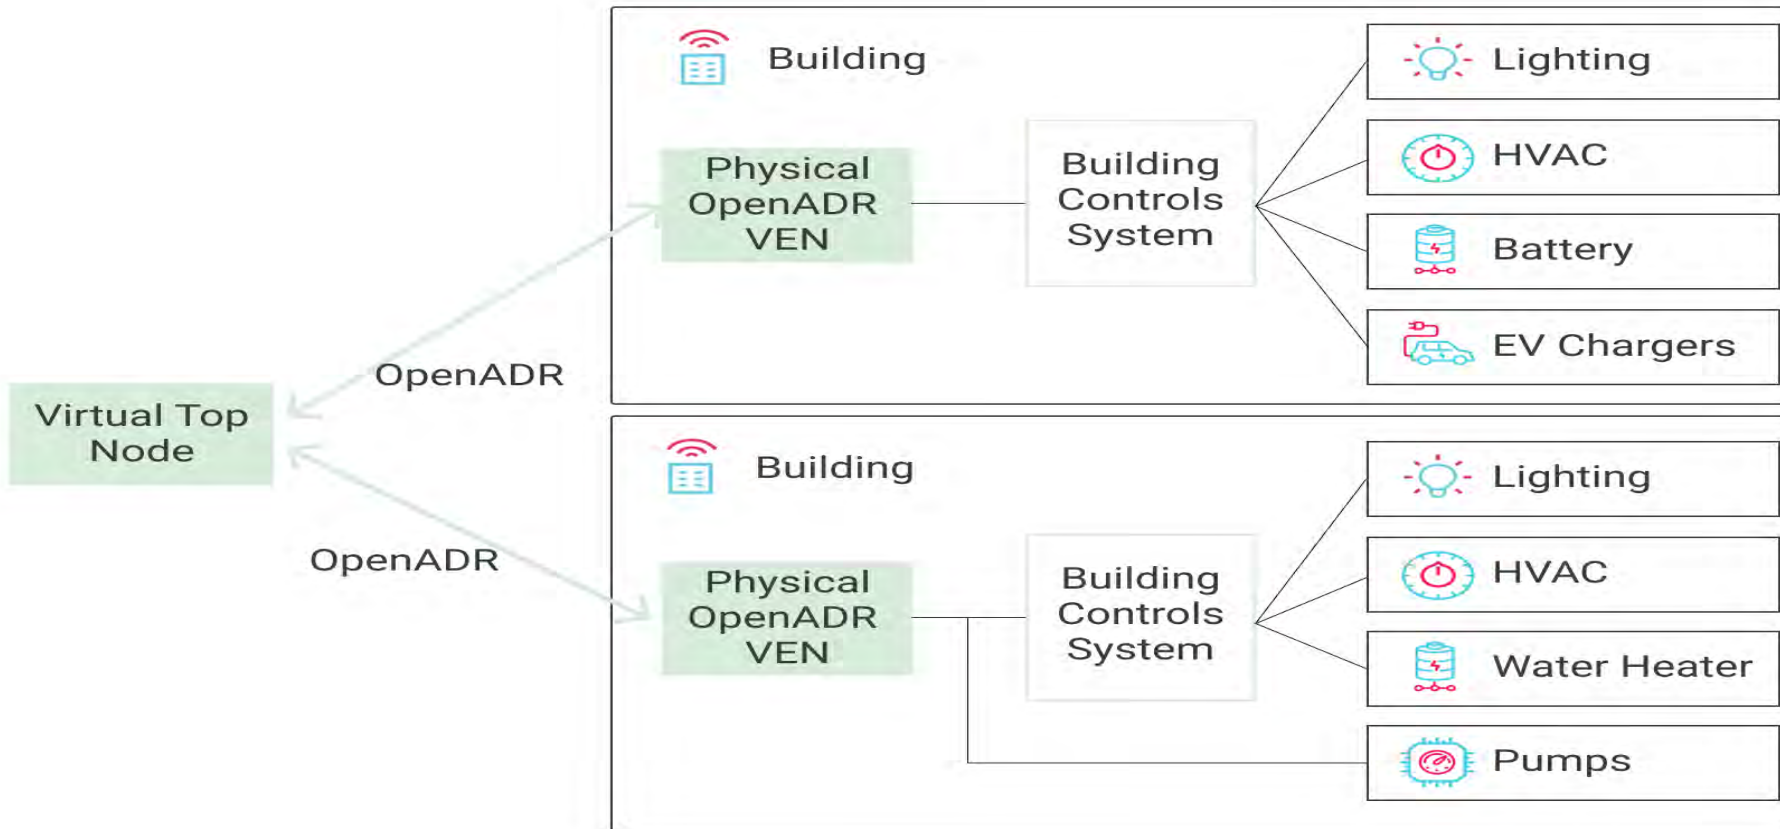 Building
Lighting
Physical
OpenADR
VEN
Building
Controls
System
HVAC
Battery
EV Chargers
OpenADR
Virtual Top
Node
Building
Lighting
OpenADR
Physical
OpenADR
VEN
Building
Controls
System
HVAC
Water Heater
Pumps